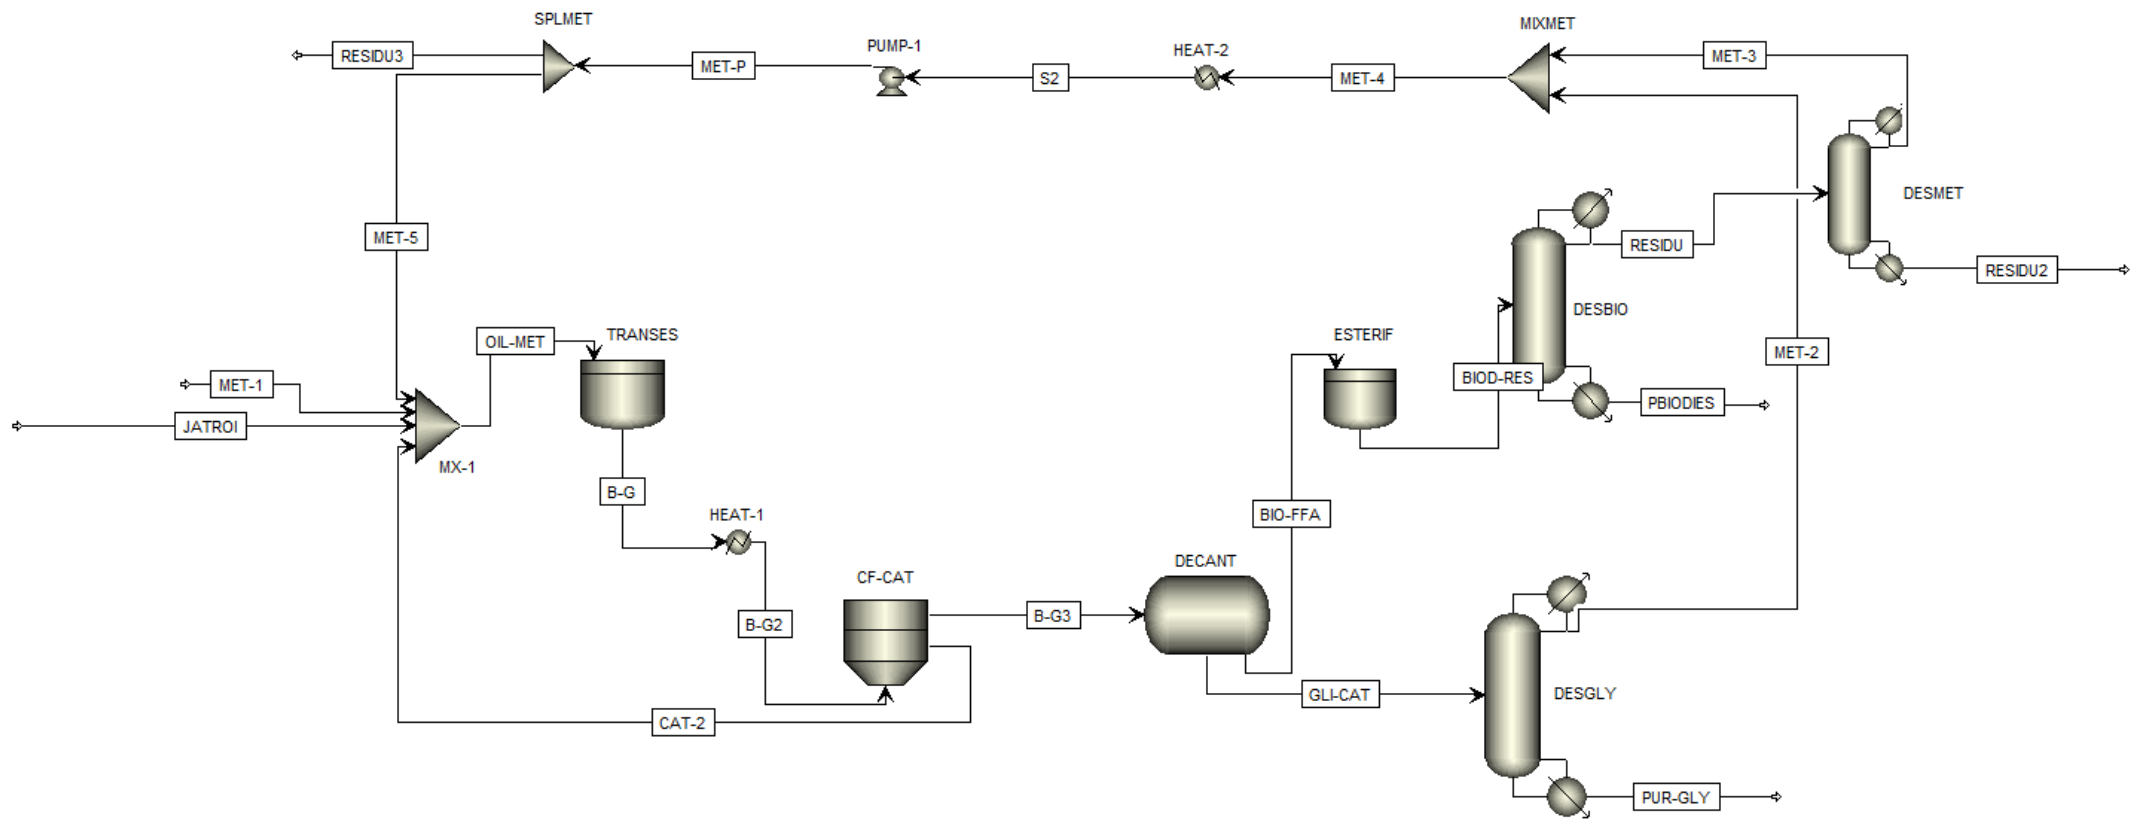 SPLMET
MIXMET
PUMP-1
HEAT-2
RESIDU3
MET-P
S2
MET-4
MET-3
DESMET
MET-5
RESIDU
RESIDU2
DESBIO
OIL-MET
TRANSES
ESTERIF
MET-2
MET-1
BIOD-RES
PBIODIES
JATROI
MX-1
B-G
HEAT-1
BIO-FFA
DECANT
CF-CAT
B-G2
B-G3
GLI-CAT
DESGLY
CAT-2
PUR-GLY